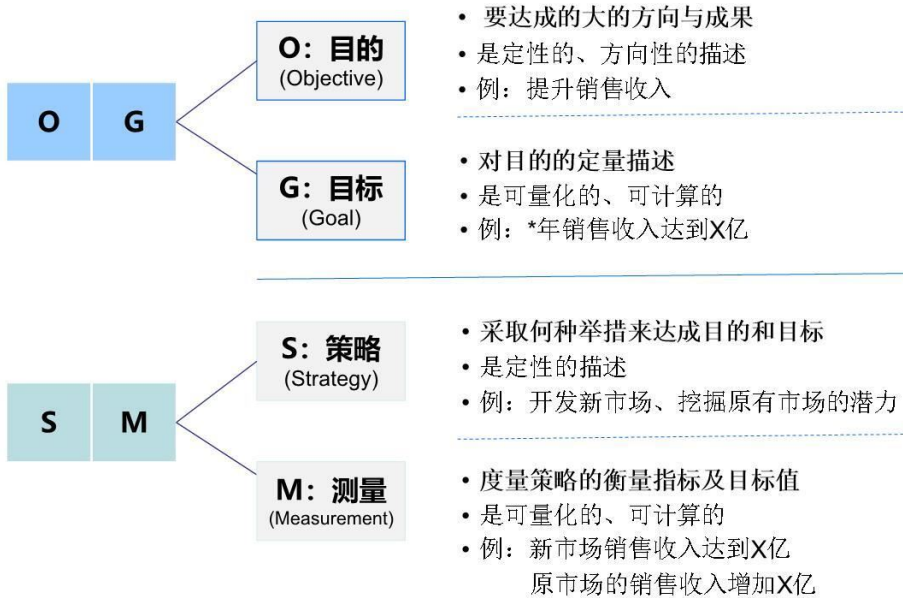 O G
O：目的
(Objective)
• 要达成的大的方向与成果
• 是定性的、方向性的描述
• 例：提升销售收入
G：目标
(Goal)
• 对目的的定量描述
• 是可量化的、可计算的
• 例：*年销售收入达到X亿
S M
S：策略
(Strategy)
• 采取何种举措来达成目的和目标
• 是定性的描述
• 例：开发新市场、挖掘原有市场的潜力
M：测量
(Measurement)
• 度量策略的衡量指标及目标值
• 是可量化的、可计算的
• 例：新市场销售收入达到X亿
原市场的销售收入增加X亿